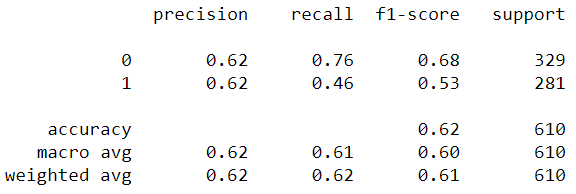 precision recall f1-score support
0 0.62 0.76 0.68 329
1 0.62 0.46 0.53 281
accuracy 0.62 610
macro avg 0.62 0.61 0.60 610
weighted avg 0.62 0.62 0.61 610